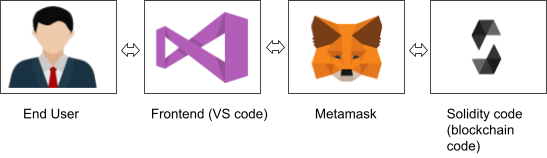 End User
Frontend (VS code)
Metamask
Solidity code
(blockchain
code)